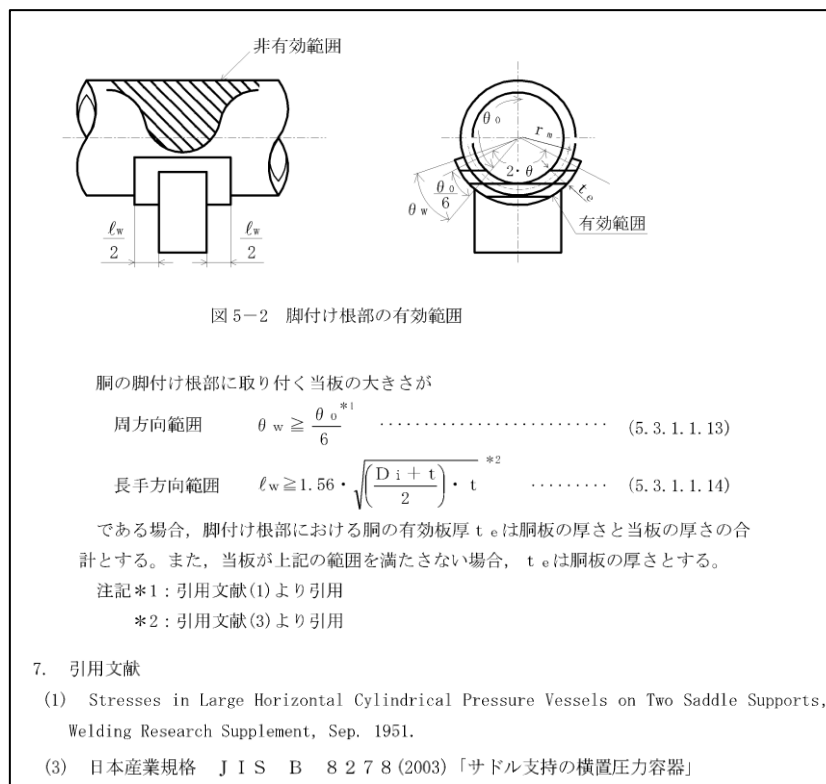 非有効範囲
ℓw/2
ℓw/2
θ0
rm
2・θ
θ0/6
θw
te
有効範囲
図5－2 脚付け根部の有効範囲
胴の脚付け根部に取り付く当板の大きさが
周方向範囲 θw≧θ0/6 *1 ………………………… (5.3.1.1.13)
長手方向範囲 ℓw≧1.56・√((Di＋t)/2)・t *2 ……… (5.3.1.1.14)
である場合，脚付け根部における胴の有効板厚teは胴板の厚さと当板の厚さの合
計とする。また，当板が上記の範囲を満たさない場合，teは胴板の厚さとする。
注記＊1：引用文献(1)より引用
＊2：引用文献(3)より引用
7. 引用文献
(1) Stresses in Large Horizontal Cylindrical Pressure Vessels on Two Saddle Supports,
Welding Research Supplement, Sep. 1951.
(3) 日本産業規格 ＪＩＳ Ｂ ８２７８(2003)「サドル支持の横置圧力容器」